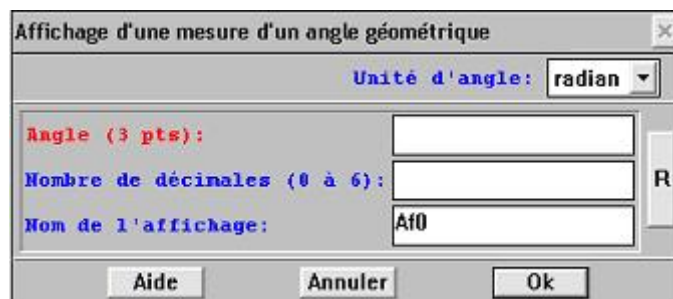 Affichage d'une mesure d'un angle géométrique
Unité d'angle: radian
Angle (3 pts):
Nombre de décimales (0 à 6):
R
Nom de l'affichage: Af0
Aide Annuler Ok